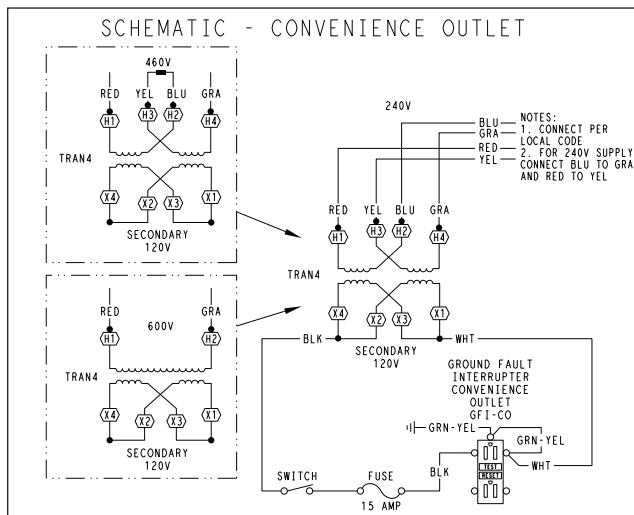 SCHEMATIC - CONVENIENCE OUTLET
460V
RED YEL BLU GRA
H1 H3 H2 H4
TRAN4
X4 X2 X3 X1
SECONDARY
120V
RED GRA
600V
H1 H2
TRAN4
X4 X2 X3 X1
SECONDARY
120V
240V
BLU
GRA
RED
YEL
NOTES:
1. CONNECT PER
LOCAL CODE
2. FOR 240V SUPPLY
CONNECT BLU TO GRA
AND RED TO YEL
RED YEL BLU GRA
H1 H3 H2 H4
TRAN4
X4 X2 X3 X1
BLK WHT
SECONDARY
120V
GROUND FAULT
INTERRUPTER
CONVENIENCE
OUTLET
GFI-CO
GRN-YEL
GRN-YEL
WHT
BLK
TEST
RESET
SWITCH FUSE
15 AMP